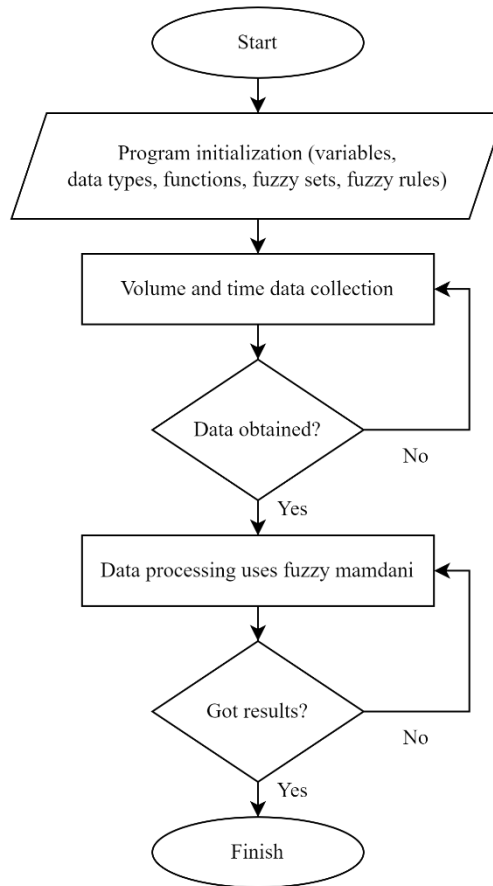 Start
Program initialization (variables,
data types, functions, fuzzy sets, fuzzy rules)
Volume and time data collection
Data obtained?
No
Yes
Data processing uses fuzzy mamdani
Got results?
No
Yes
Finish